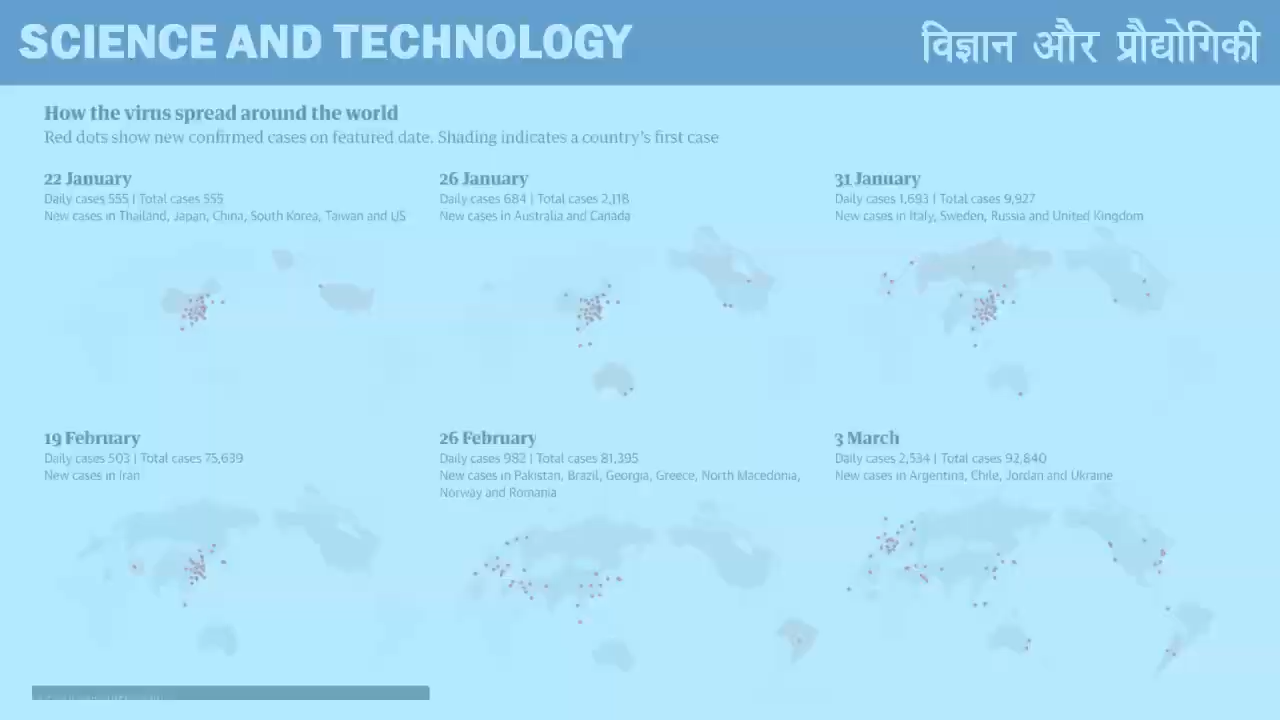 SCIENCE AND TECHNOLOGY
विज्ञान और प्रौद्योगिकी
How the virus spread around the world
Red dots show new confirmed cases on featured date. Shading indicates a country's first case
22 January
Daily cases 555 | Total cases 555
New cases in Thailand, Japan, China, South Korea, Taiwan and US
26 January
Daily cases 684 | Total cases 2,118
New cases in Australia and Canada
31 January
Daily cases 1,693 | Total cases 9,927
New cases in Italy, Sweden, Russia and United Kingdom
19 February
Daily cases 503 | Total cases 75,639
New cases in Iran
26 February
Daily cases 982 | Total cases 81,395
New cases in Pakistan, Brazil, Georgia, Greece, North Macedonia,
Norway and Romania
3 March
Daily cases 2,534 | Total cases 92,840
New cases in Argentina, Chile, Jordan and Ukraine